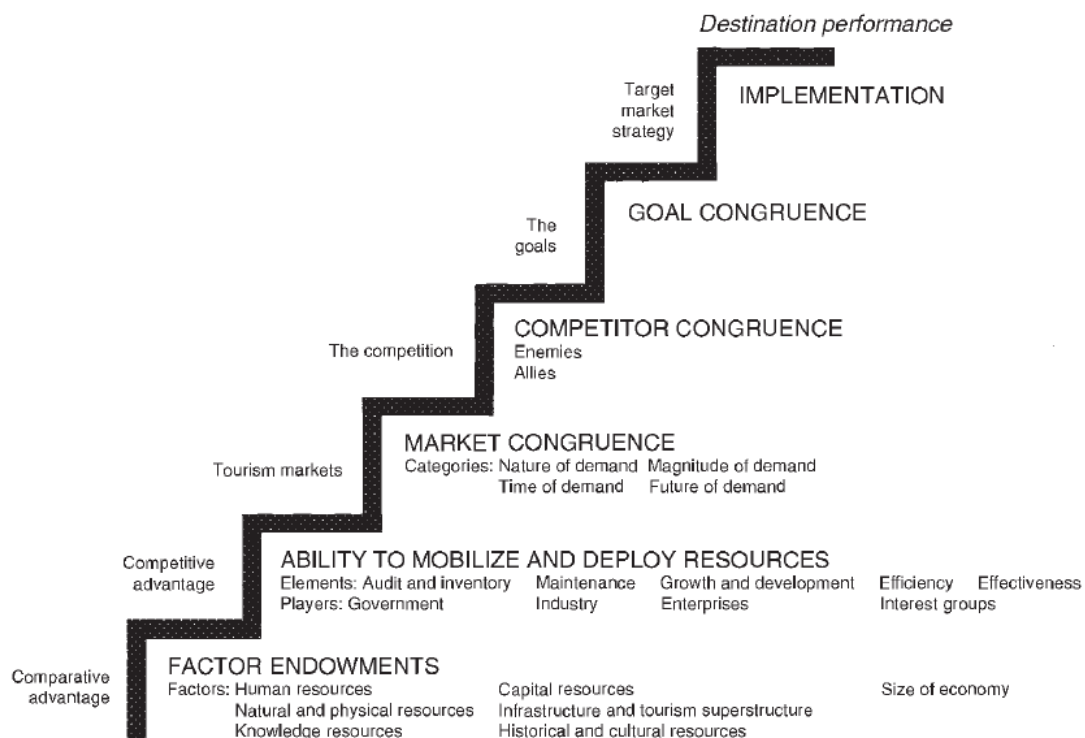 Destination performance
Target
market
strategy
IMPLEMENTATION
The
goals
GOAL CONGRUENCE
The competition
COMPETITOR CONGRUENCE
Enemies
Allies
Tourism markets
MARKET CONGRUENCE
Categories: Nature of demand Magnitude of demand
Time of demand Future of demand
Competitive
advantage
ABILITY TO MOBILIZE AND DEPLOY RESOURCES
Elements: Audit and inventory Maintenance Growth and development Efficiency Effectiveness
Players: Government Industry Enterprises Interest groups
Comparative
advantage
FACTOR ENDOWMENTS
Factors: Human resources Capital resources Size of economy
Natural and physical resources Infrastructure and tourism superstructure
Knowledge resources Historical and cultural resources